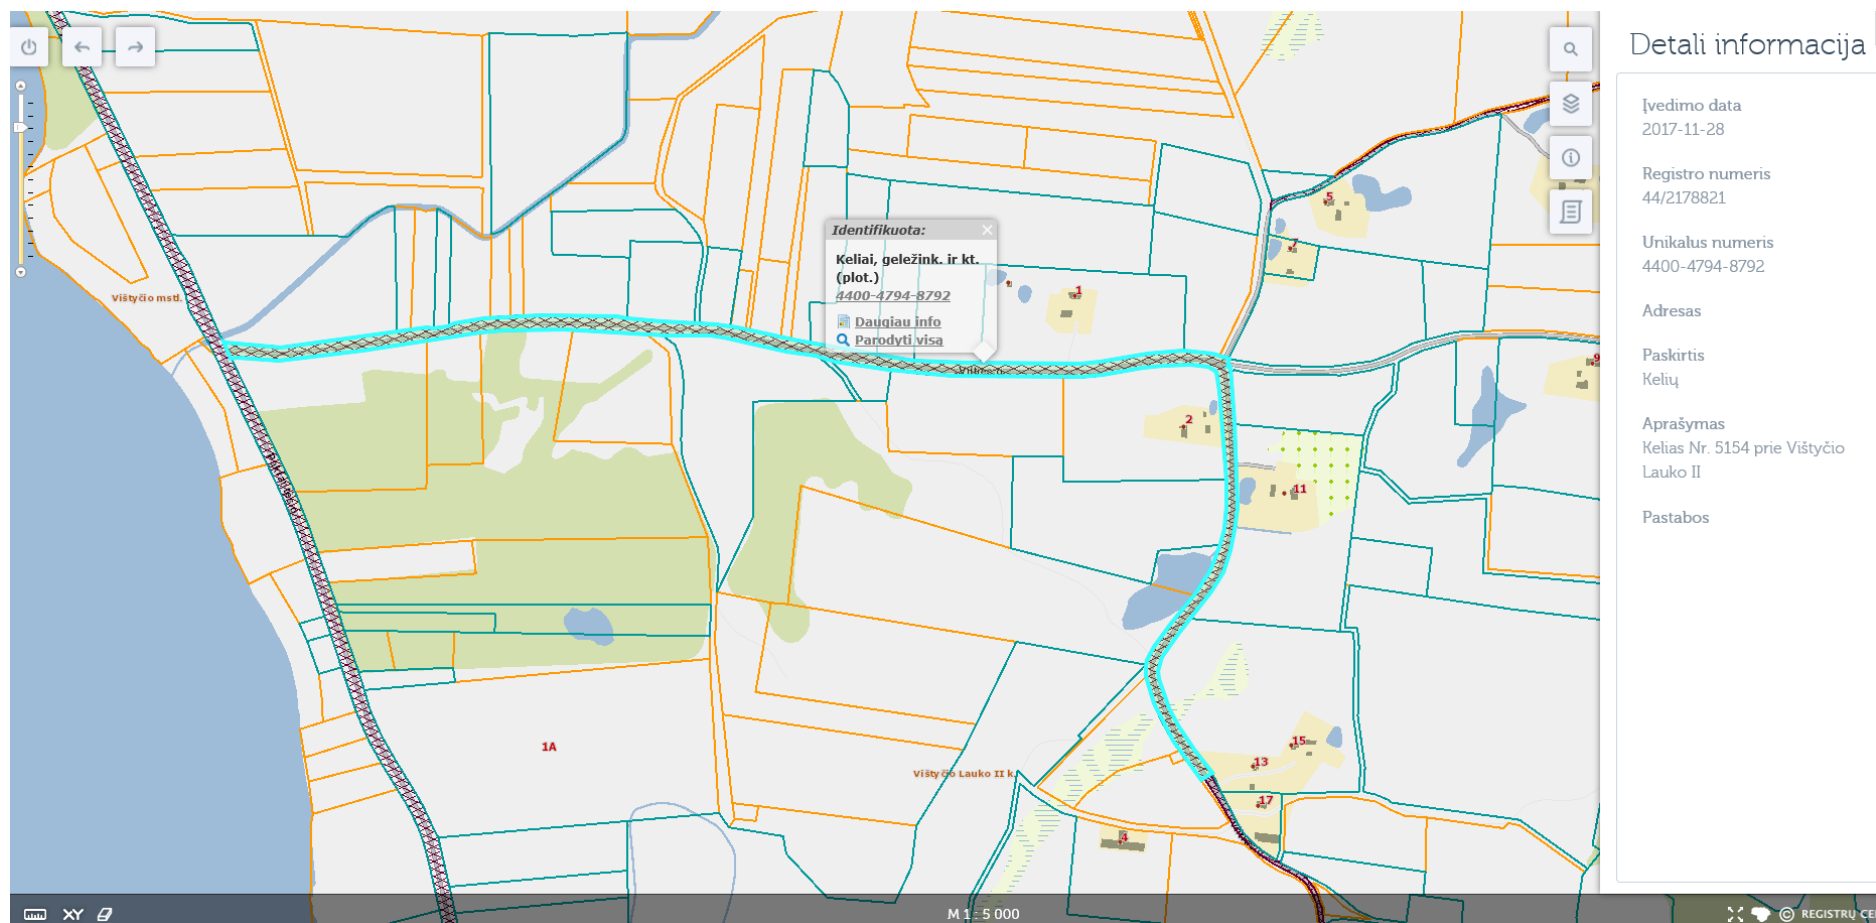 Detali informacija
Įvedimo data
2017-11-28
Registro numeris
44/2178821
Unikalus numeris
4400-4794-8792
Adresas
Paskirtis
Kelių
Aprašymas
Kelias Nr. 5154 prie Vištyčio
Lauko II
Pastabos
Identifikuota:
Keliai, geležink. ir kt.
(plot.)
4400-4794-8792
Daugiau info
Parodyti visą
Vištyčio mstl.
5
7
1
9
2
11
1A
15
13
Vištyčio Lauko II k.
17
4
XY
M 1 : 5 000
© REGISTRŲ CE